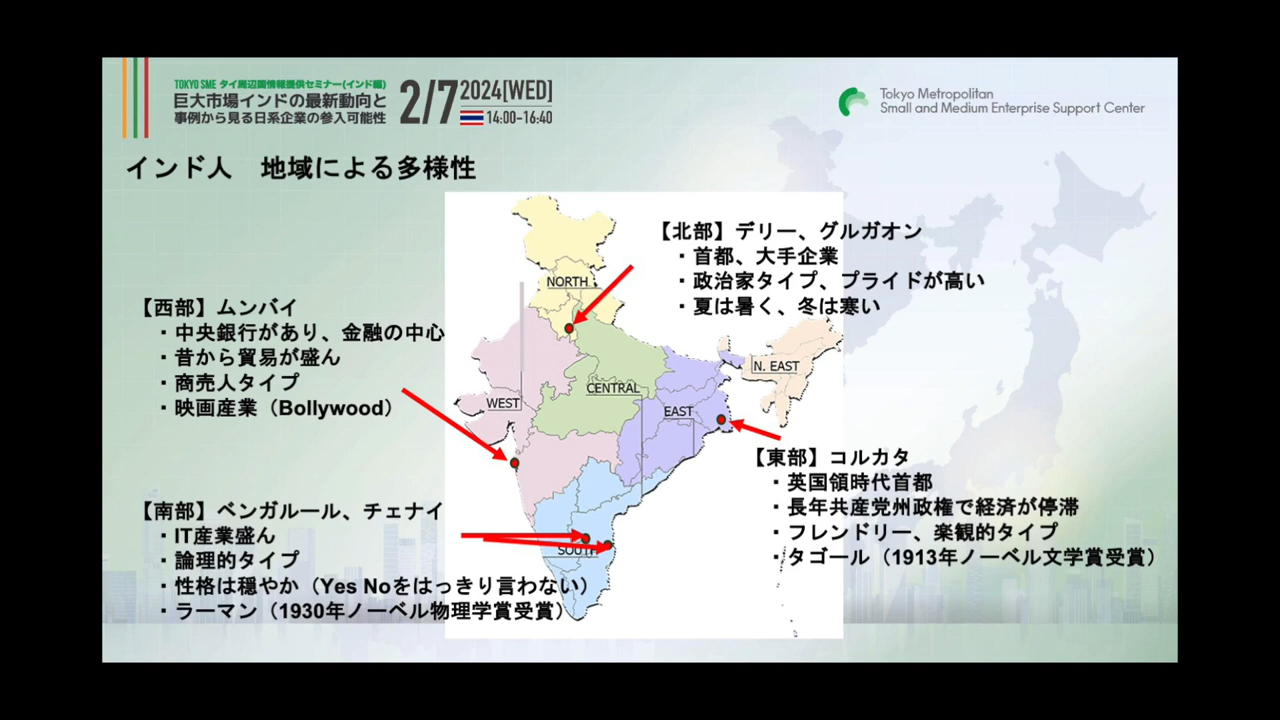 TOKYO SME タイ周辺国情報提供セミナー(インド編)
巨大市場インドの最新動向と
事例から見る日系企業の参入可能性
2/7 2024[WED]
14:00-16:40
Tokyo Metropolitan
Small and Medium Enterprise Support Center
インド人 地域による多様性
【北部】デリー、グルガオン
・首都、大手企業
・政治家タイプ、プライドが高い
・夏は暑く、冬は寒い
【西部】ムンバイ
・中央銀行があり、金融の中心
・昔から貿易が盛ん
・商売人タイプ
・映画産業（Bollywood）
NORTH
N. EAST
CENTRAL
WEST
EAST
SOUTH
【東部】コルカタ
・英国領時代首都
・長年共産党州政権で経済が停滞
・フレンドリー、楽観的タイプ
・タゴール（1913年ノーベル文学賞受賞）
【南部】ベンガルール、チェナイ
・IT産業盛ん
・論理的タイプ
・性格は穏やか（Yes Noをはっきり言わない）
・ラーマン（1930年ノーベル物理学賞受賞）